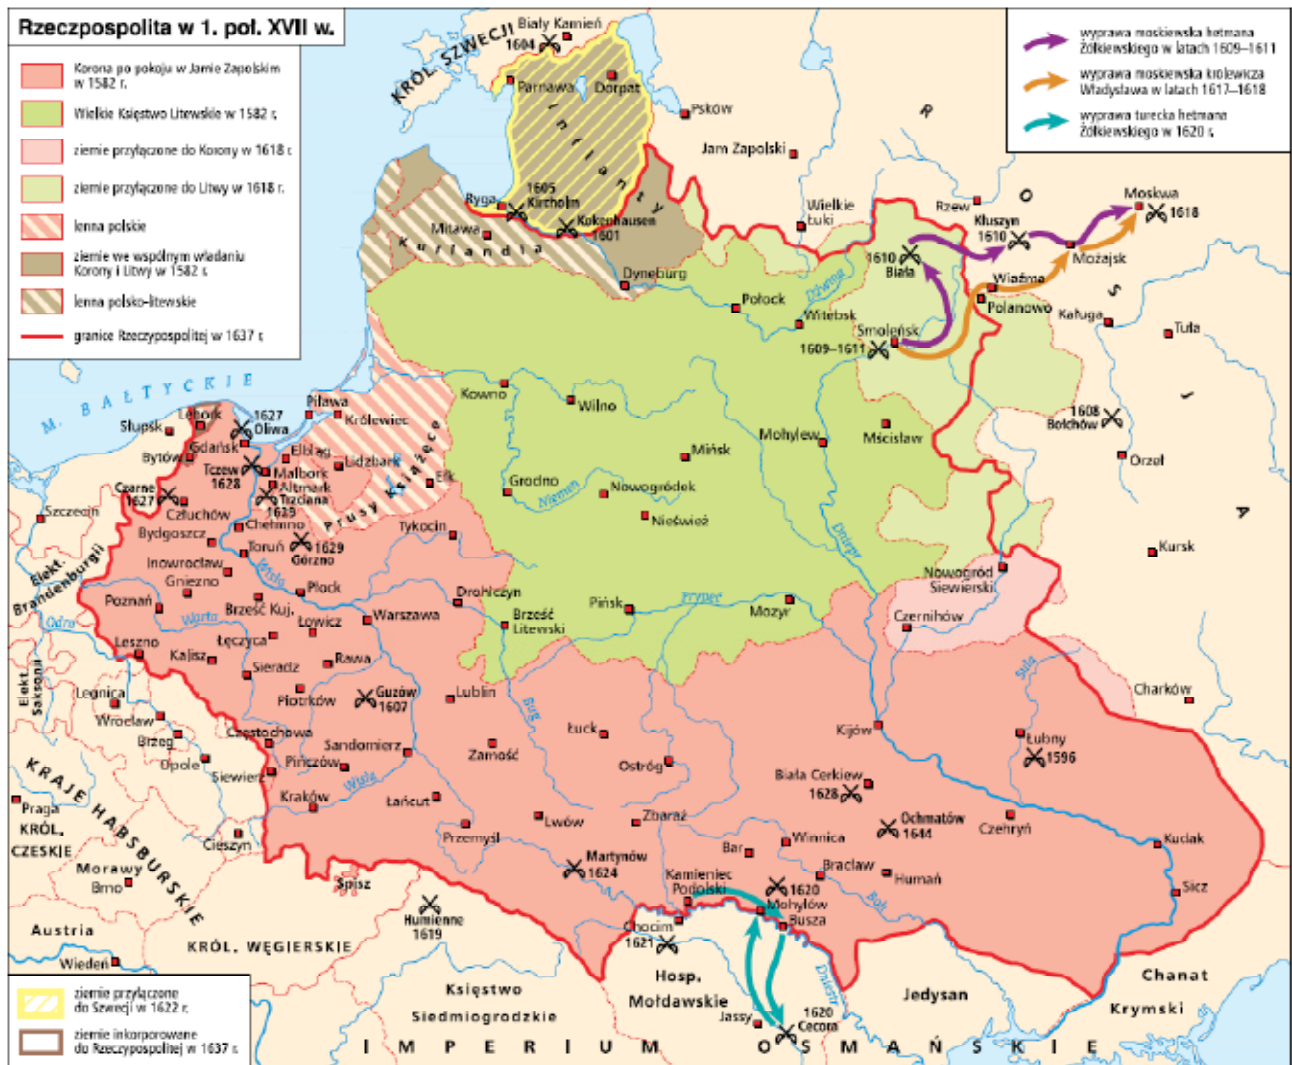 Rzeczpospolita w 1. poł. XVII w.
Korona po pokoju w Jamie Zapolskim
w 1582 r.
Wielkie Księstwo Litewskie w 1582 r.
ziemie przyłączone do Korony w 1618 r.
ziemie przyłączone do Litwy w 1618 r.
lenna polskie
ziemie we wspólnym władaniu
Korony i Litwy w 1582 r.
lenna polsko-litewskie
granice Rzeczypospolitej w 1637 r.
wyprawa moskiewska hetmana
Żółkiewskiego w latach 1609–1611
wyprawa moskiewska królewicza
Władysława w latach 1617–1618
wyprawa turecka hetmana
Żółkiewskiego w 1620 r.
KRÓL. SZWECJI
Biały Kamień
1604
Parnawa
Dorpat
Inflanty
Psków
Jam Zapolski
R O S J A
Ryga
1605
Kircholm
Kokenhausen
1601
Mitawa
Kurlandia
Dyneburg
Wielkie
Łuki
Rzew
Kłuszyn
1610
Moskwa
1618
Możajsk
1610
Biała
Wiaźma
Polanowo
Kaługa
Tuła
Połock
Dźwina
Witebsk
Smoleńsk
1609–1611
M. BAŁTYCKIE
Kowno
Wilno
Mińsk
Mohylew
Mścisław
1608
Bołchów
Orzeł
Kursk
Słupsk
Lębork
Bytów
1627
Oliwa
Gdańsk
Piława
Królewiec
Elbląg
Lidzbark
Tczew
1628
Malbork
Altmark
Trzciana
1629
Prusy Książęce
Ełk
Grodno
Niemen
Nowogródek
Nieśwież
Dniepr
Szczecin
Czarne
1627
Człuchów
Chełmno
Bydgoszcz
Toruń
1629
Górzno
Tykocin
Elekt.
Brandenburgii
Inowrocław
Gniezno
Wisła
Płock
Poznań
Brześć Kuj.
Łowicz
Warszawa
Drohiczyn
Brześć
Litewski
Pińsk
Prypeć
Mozyr
Nowogród
Siewierski
Czernihów
Odra
Warta
Łęczyca
Leszno
Kalisz
Sieradz
Rawa
Elekt.
Saksonii
Legnica
Wrocław
Brzeg
Opole
Piotrków
Guzów
1607
Lublin
Bug
Częstochowa
Pińczów
Sandomierz
Zamość
Łuck
Ostróg
Kijów
Suła
Charków
Łubny
1596
Siewierz
Kraków
Wisła
Łańcut
Przemyśl
Lwów
Zbaraż
Biała Cerkiew
1628
Ochmatów
1644
Czehryń
Kudak
Sicz
KRAJE HABSBURSKIE
Praga
KRÓL.
CZESKIE
Cieszyn
Morawy
Brno
Spisz
Martynów
1624
Bar
Winnica
Bracław
Humań
Boh
Kamieniec
Podolski
1620
Mohylów
Busza
Humienne
1619
Chocim
1621
Austria
Wiedeń
KRÓL. WĘGIERSKIE
Księstwo
Siedmiogrodzkie
Hosp.
Mołdawskie
Dniestr
Jassy
1620
Cecora
Jedysan
Chanat
Krymski
IMPERIUM OSMAŃSKIE
ziemie przyłączone
do Szwecji w 1622 r.
ziemie inkorporowane
do Rzeczypospolitej w 1637 r.